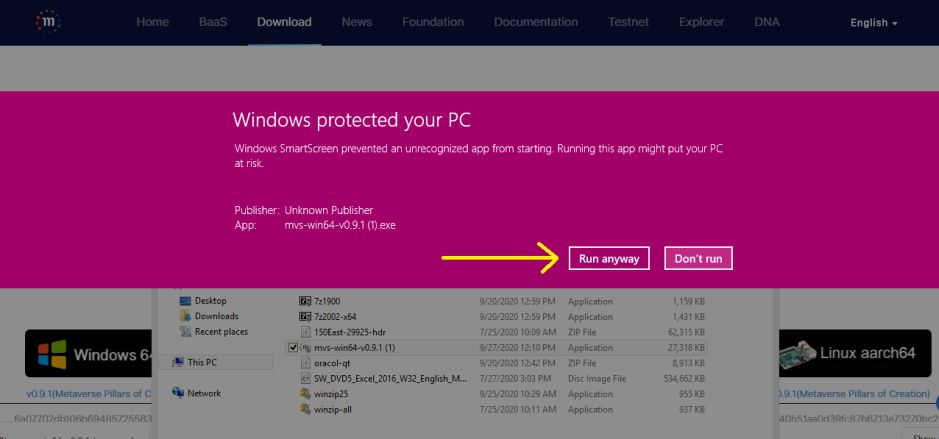 m
Home BaaS Download News Foundation Documentation Testnet Explorer DNA English
Windows protected your PC
Windows SmartScreen prevented an unrecognized app from starting. Running this app might put your PC
at risk.
Publisher: Unknown Publisher
App: mvs-win64-v0.9.1 (1).exe
Run anyway Don't run
Desktop
Downloads
Recent places
This PC
Network
7z1900 9/20/2020 12:59 PM Application 1,159 KB
7z2002-x64 9/20/2020 12:59 PM Application 1,431 KB
150East-29925-hdr 7/25/2020 10:09 AM ZIP File 62,315 KB
mvs-win64-v0.9.1 (1) 9/27/2020 12:10 PM Application 27,318 KB
oracol-qt 9/20/2020 12:42 PM ZIP File 8,913 KB
SW_DVD5_Excel_2016_W32_English_M... 7/27/2020 3:03 PM Disc Image File 534,662 KB
winzip25 9/25/2020 10:29 AM Application 955 KB
winzip-all 7/25/2020 10:11 AM Application 937 KB
Windows 64
v0.9.1(Metaverse Pillars of C
6a07702db106b69485725583
Linux aarch64
0.9.1(Metaverse Pillars of Creation)
40b51aa0d39fc87b6713e73270bc2
Show